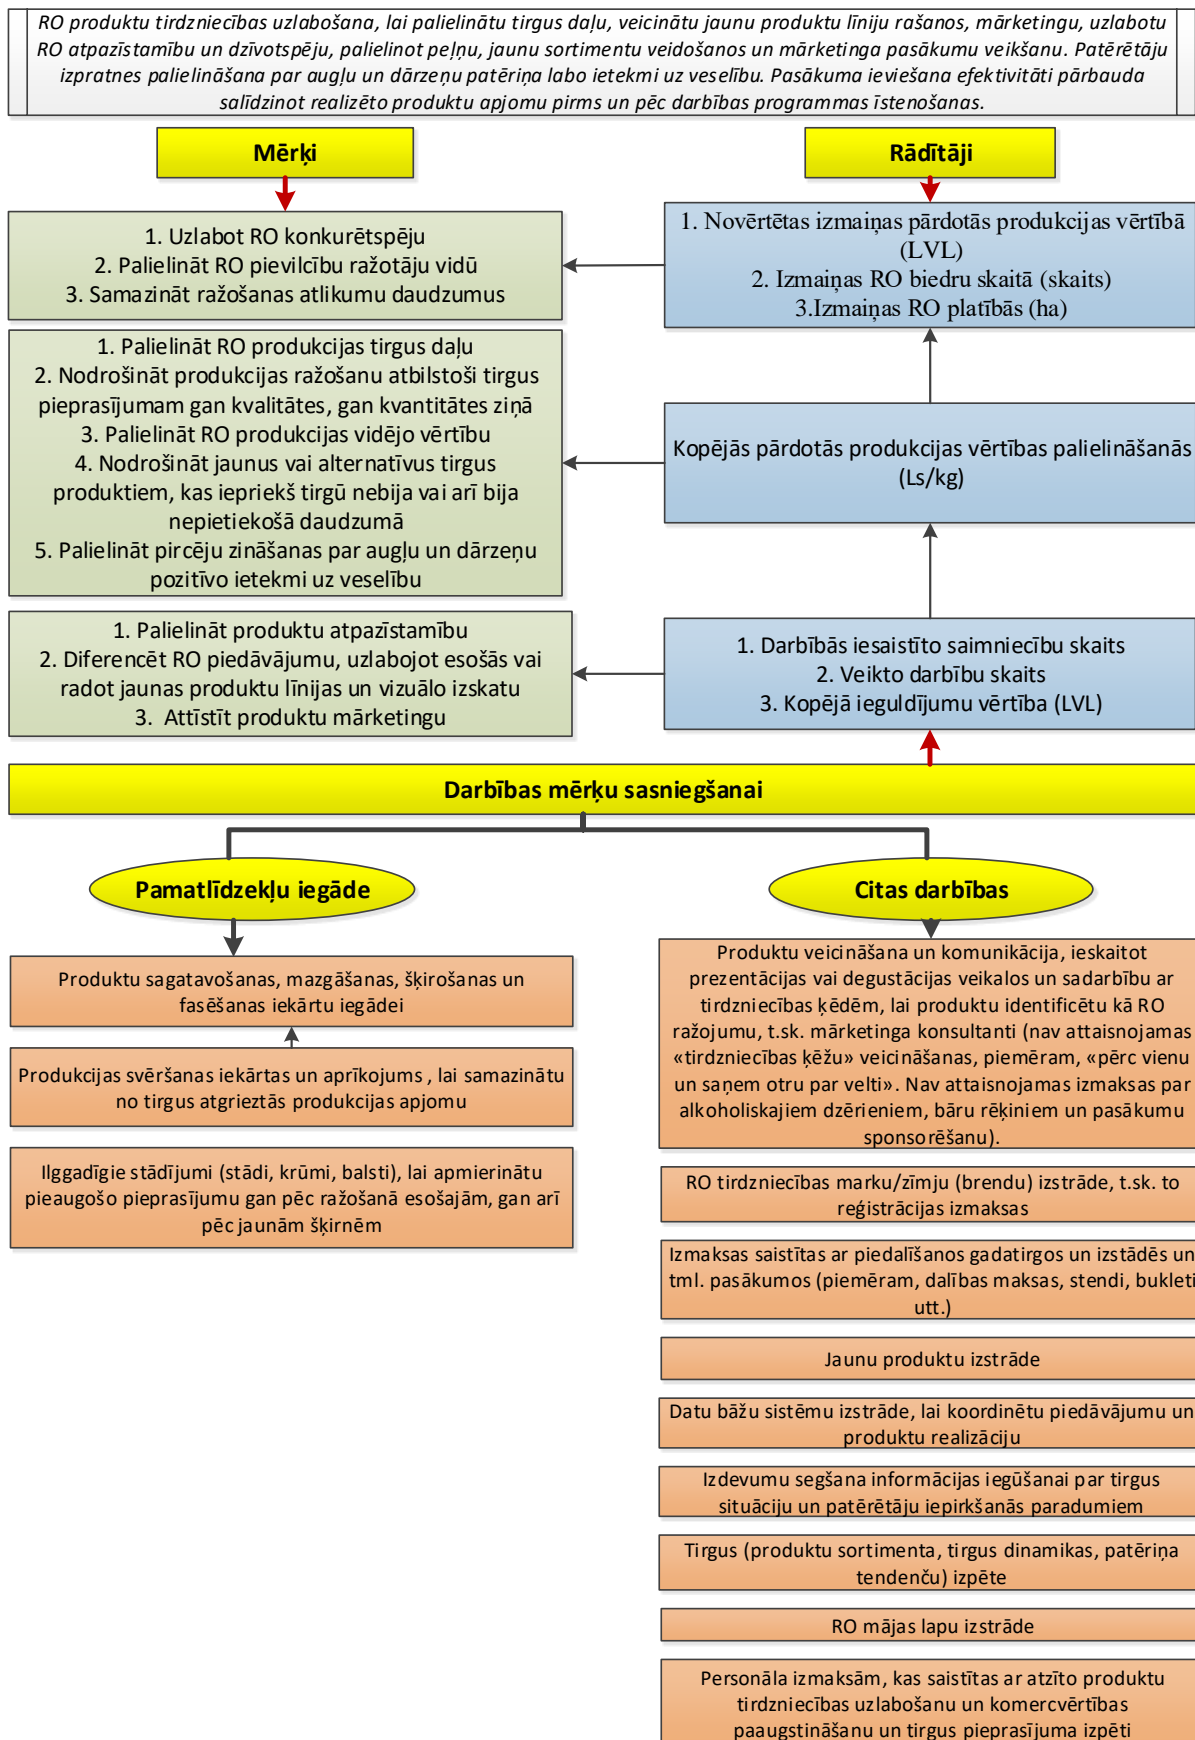 RO produktu tirdzniecības uzlabošana, lai palielinātu tirgus daļu, veicinātu jaunu produktu līniju rašanos, mārketingu, uzlabotu
RO atpazīstamību un dzīvotspēju, palielinot peļņu, jaunu sortimentu veidošanos un mārketinga pasākumu veikšanu. Patērētāju
izpratnes palielināšana par augļu un dārzeņu patēriņa labo ietekmi uz veselību. Pasākuma ieviešana efektivitāti pārbauda
salīdzinot realizēto produktu apjomu pirms un pēc darbības programmas īstenošanas.
Mērķi
Rādītāji
1. Uzlabot RO konkurētspēju
2. Palielināt RO pievilcību ražotāju vidū
3. Samazināt ražošanas atlikumu daudzumus
1. Novērtētas izmaiņas pārdotās produkcijas vērtībā
(LVL)
2. Izmaiņas RO biedru skaitā (skaits)
3.Izmaiņas RO platībās (ha)
1. Palielināt RO produkcijas tirgus daļu
2. Nodrošināt produkcijas ražošanu atbilstoši tirgus
pieprasījumam gan kvalitātes, gan kvantitātes ziņā
3. Palielināt RO produkcijas vidējo vērtību
4. Nodrošināt jaunus vai alternatīvus tirgus
produktiem, kas iepriekš tirgū nebija vai arī bija
nepietiekošā daudzumā
5. Palielināt pircēju zināšanas par augļu un dārzeņu
pozitīvo ietekmi uz veselību
Kopējās pārdotās produkcijas vērtības palielināšanās
(Ls/kg)
1. Palielināt produktu atpazīstamību
2. Diferencēt RO piedāvājumu, uzlabojot esošās vai
radot jaunas produktu līnijas un vizuālo izskatu
3. Attīstīt produktu mārketingu
1. Darbībās iesaistīto saimniecību skaits
2. Veikto darbību skaits
3. Kopējā ieguldījumu vērtība (LVL)
Darbības mērķu sasniegšanai
Pamatlīdzekļu iegāde
Citas darbības
Produktu sagatavošanas, mazgāšanas, šķirošanas un
fasēšanas iekārtu iegādei
Produkcijas svēršanas iekārtas un aprīkojums , lai samazinātu
no tirgus atgrieztās produkcijas apjomu
Ilggadīgie stādījumi (stādi, krūmi, balsti), lai apmierinātu
pieaugošo pieprasījumu gan pēc ražošanā esošajām, gan arī
pēc jaunām šķirnēm
Produktu veicināšana un komunikācija, ieskaitot
prezentācijas vai degustācijas veikalos un sadarbību ar
tirdzniecības ķēdēm, lai produktu identificētu kā RO
ražojumu, t.sk. mārketinga konsultanti (nav attaisnojamas
«tirdzniecības ķēžu» veicināšanas, piemēram, «pērc vienu
un saņem otru par velti». Nav attaisnojamas izmaksas par
alkoholiskajiem dzērieniem, bāru rēķiniem un pasākumu
sponsorēšanu).
RO tirdzniecības marku/zīmju (brendu) izstrāde, t.sk. to
reģistrācijas izmaksas
Izmaksas saistītas ar piedalīšanos gadatirgos un izstādēs un
tml. pasākumos (piemēram, dalības maksas, stendi, bukleti
utt.)
Jaunu produktu izstrāde
Datu bāžu sistēmu izstrāde, lai koordinētu piedāvājumu un
produktu realizāciju
Izdevumu segšana informācijas iegūšanai par tirgus
situāciju un patērētāju iepirkšanās paradumiem
Tirgus (produktu sortimenta, tirgus dinamikas, patēriņa
tendenču) izpēte
RO mājas lapu izstrāde
Personāla izmaksām, kas saistītas ar atzīto produktu
tirdzniecības uzlabošanu un komercvērtības
paaugstināšanu un tirgus pieprasījuma izpēti